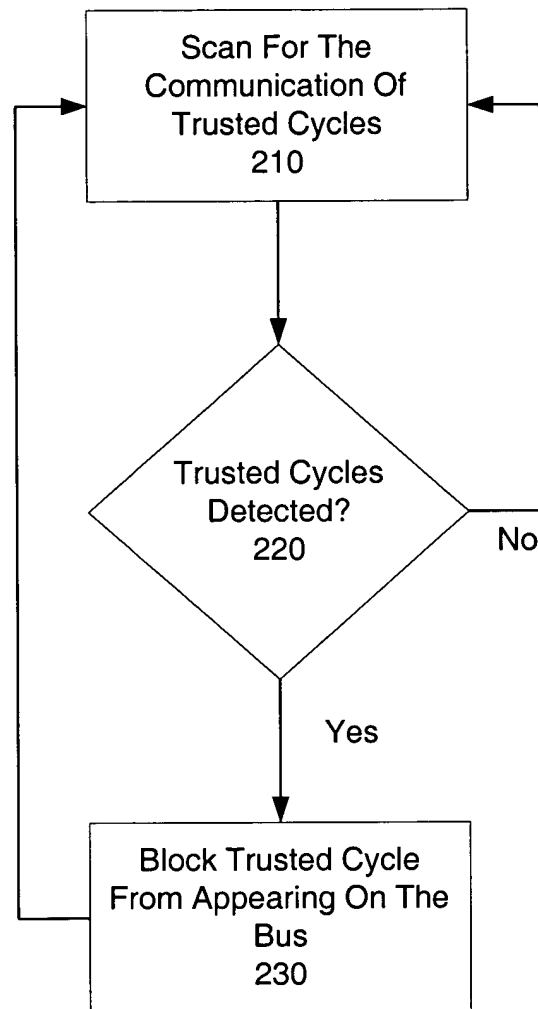 Scan For The
Communication Of
Trusted Cycles
210
Trusted Cycles
Detected?
220
No
Yes
Block Trusted Cycle
From Appearing On The
Bus
230